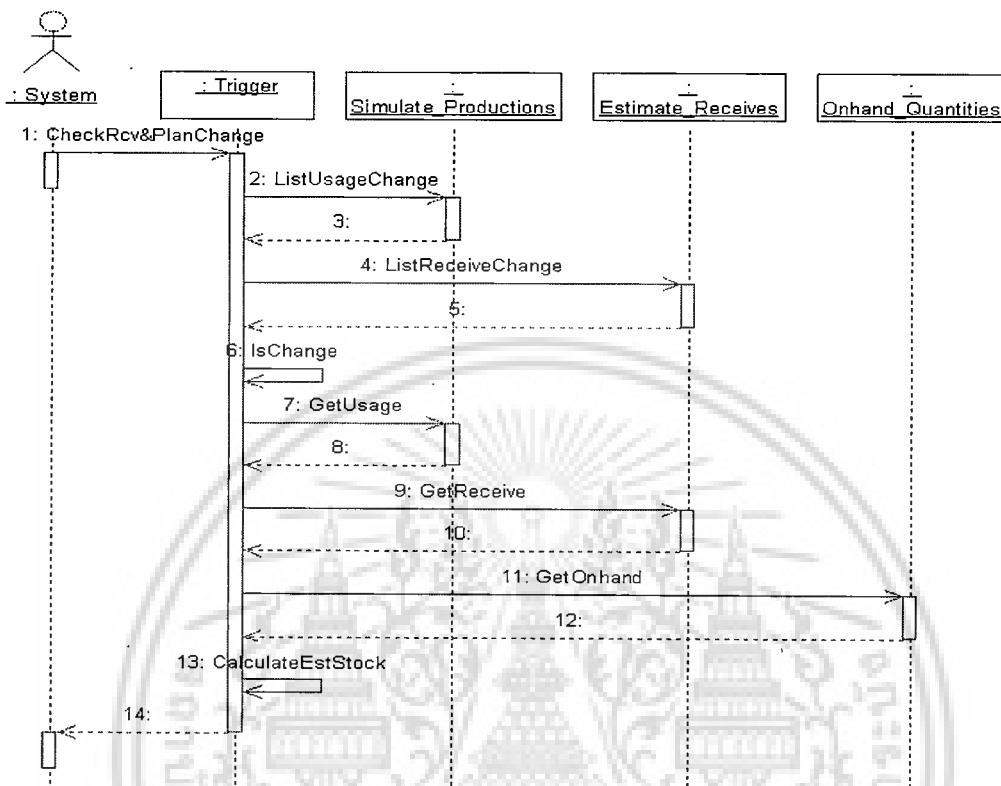 : System
: Trigger
:
Simulate_Productions
:
Estimate_Receives
:
Onhand_Quantities
1: CheckRcv&PlanChange
2: ListUsageChange
3:
4: ListReceiveChange
5:
6: IsChange
7: GetUsage
8:
9: GetReceive
10:
11: GetOnhand
12:
13: CalculateEstStock
14: